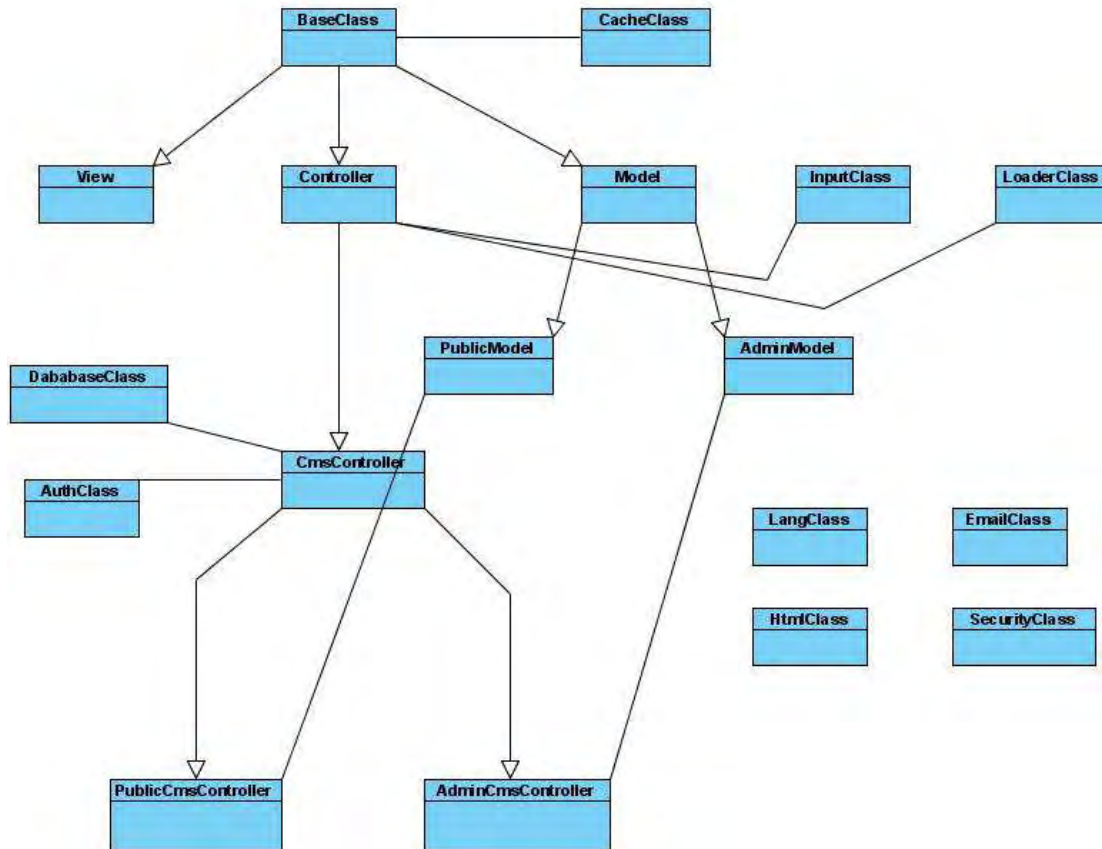 BaseClass
CacheClass
View
Controller
Model
InputClass
LoaderClass
PublicModel
AdminModel
DababaseClass
CmsController
AuthClass
LangClass
EmailClass
HtmlClass
SecurityClass
PublicCmsController
AdminCmsController